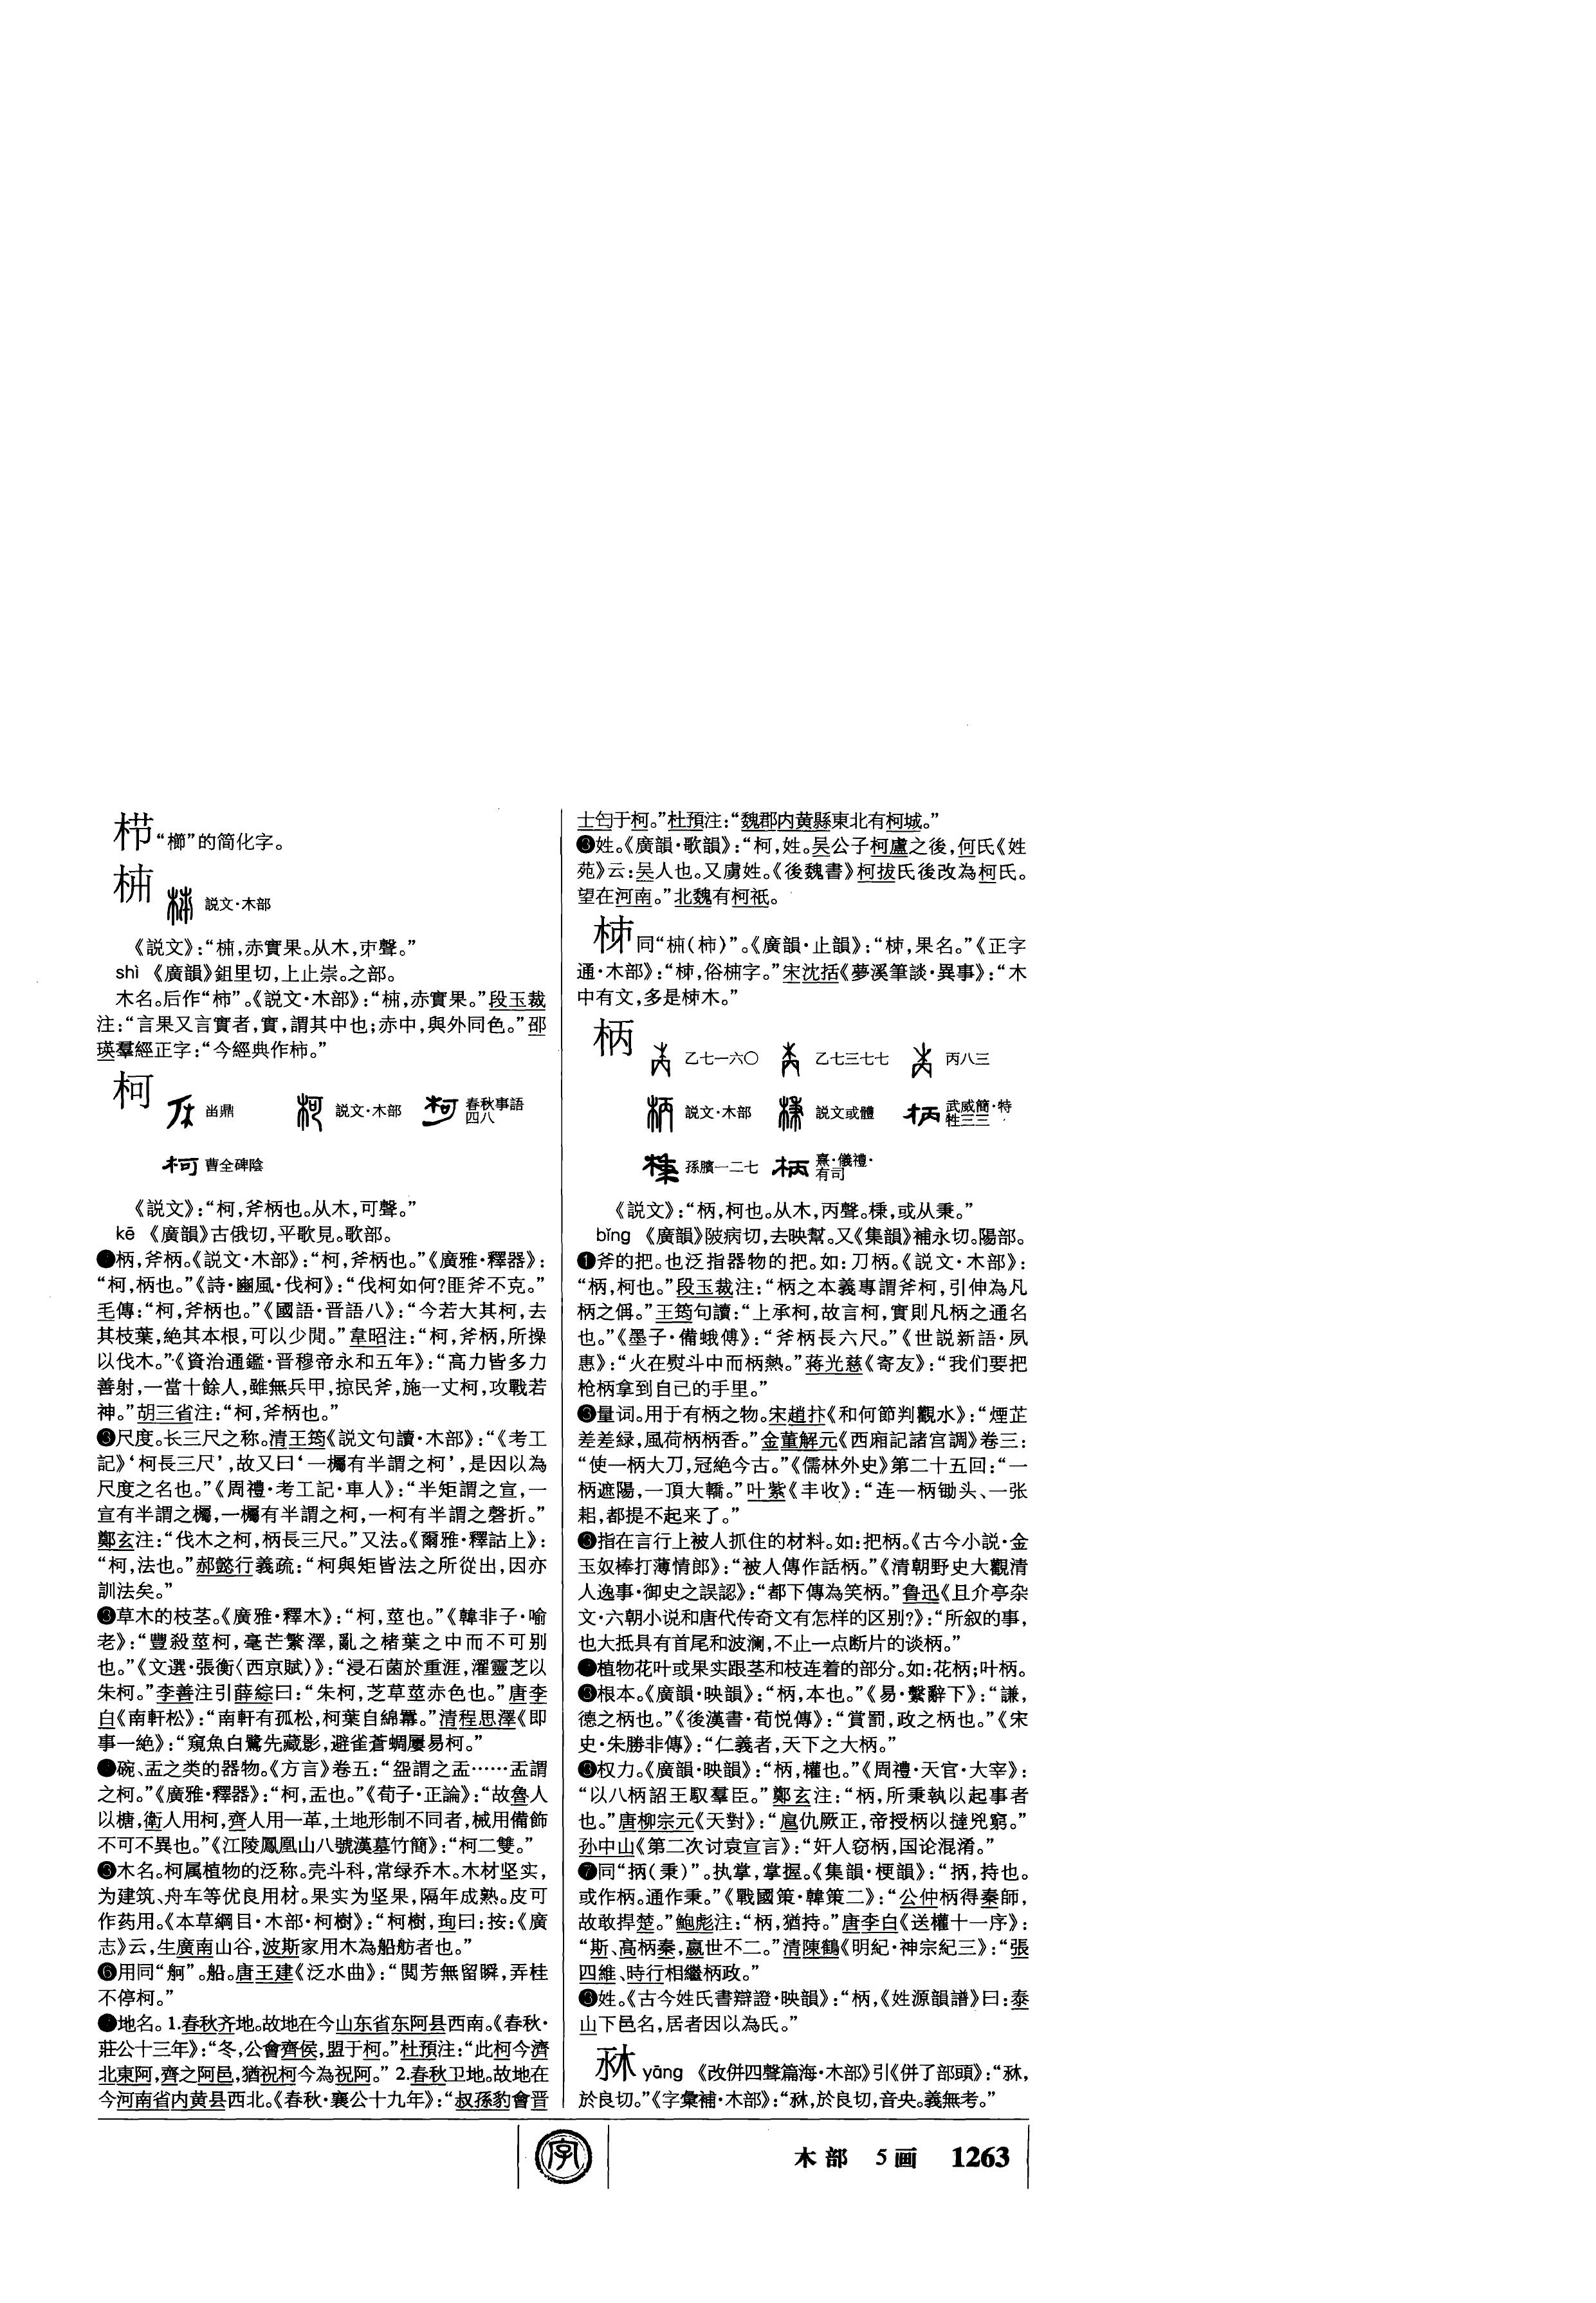 栉“櫛”的简化字。
柹
説文·木部
《説文》：“柹，赤實果。从木，𠂔聲。”
shì 《廣韻》鉏里切，上止崇。之部。
木名。后作“柿”。《説文·木部》：“柹，赤實果。”段玉裁
注：“言果又言實者，實，謂其中也；赤中，與外同色。”邵
瑛羣經正字：“今經典作柿。”
柯
鼎 説文·木部 春秋事語四八
曹全碑陰
《説文》：“柯，斧柄也。从木，可聲。”
kē 《廣韻》古俄切，平歌見。歌部。
❶柄，斧柄。《説文·木部》：“柯，斧柄也。”《廣雅·釋器》：
“柯，柄也。”《詩·豳風·伐柯》：“伐柯如何？匪斧不克。”
毛傳：“柯，斧柄也。”《國語·晋語八》：“今若大其柯，去
其枝葉，絶其本根，可以少閒。”韋昭注：“柯，斧柄，所操
以伐木。”《資治通鑑·晋穆帝永和五年》：“高力皆多力
善射，一當十餘人，雖無兵甲，掠民斧，施一丈柯，攻戰若
神。”胡三省注：“柯，斧柄也。”
❷尺度。长三尺之称。清王筠《説文句讀·木部》：“《考工
記》‘柯長三尺’，故又曰‘一欘有半謂之柯’，是因以為
尺度之名也。”《周禮·考工記·車人》：“半矩謂之宣，一
宣有半謂之欘，一欘有半謂之柯，一柯有半謂之磬折。”
鄭玄注：“伐木之柯，柄長三尺。”又法。《爾雅·釋詁上》：
“柯，法也。”郝懿行義疏：“柯與矩皆法之所從出，因亦
訓法矣。”
❸草木的枝茎。《廣雅·釋木》：“柯，莖也。”《韓非子·喻
老》：“豐殺莖柯，毫芒繁澤，亂之楮葉之中而不可别
也。”《文選·張衡〈西京賦〉》：“浸石菌於重涯，濯靈芝以
朱柯。”李善注引薛綜曰：“朱柯，芝草莖赤色也。”唐李
白《南軒松》：“南軒有孤松，柯葉自綿羃。”清程思澤《即
事一絶》：“窺魚白鷺先藏影，避雀蒼蜩屢易柯。”
❹碗、盂之类的器物。《方言》卷五：“㿽謂之盂……盂謂
之柯。”《廣雅·釋器》：“柯，盂也。”《荀子·正論》：“故魯人
以榶，衛人用柯，齊人用一革，土地形制不同者，械用備飾
不可不異也。”《江陵鳳凰山八號漢墓竹簡》：“柯二雙。”
❺木名。柯属植物的泛称。壳斗科，常绿乔木。木材坚实，
为建筑、舟车等优良用材。果实为坚果，隔年成熟。皮可
作药用。《本草綱目·木部·柯樹》：“柯樹，珣曰：按：《廣
志》云，生廣南山谷，波斯家用木為船舫者也。”
❻用同“舸”。船。唐王建《泛水曲》：“閲芳無留瞬，弄桂
不停柯。”
❼地名。1.春秋齐地。故地在今山东省东阿县西南。《春秋·
莊公十三年》：“冬，公會齊侯，盟于柯。”杜預注：“此柯今濟
北東阿，齊之阿邑，猶祝柯今為祝阿。” 2.春秋卫地。故地在
今河南省内黄县西北。《春秋·襄公十九年》：“叔孫豹會晋
士匄于柯。”杜預注：“魏郡内黄縣東北有柯城。”
❽姓。《廣韻·歌韻》：“柯，姓。吴公子柯盧之後，何氏《姓
苑》云：吴人也。又虜姓。《後魏書》柯拔氏後改為柯氏。
望在河南。”北魏有柯祇。
𣐈同“柹（柿）”。《廣韻·止韻》：“𣐈，果名。”《正字
通·木部》：“𣐈，俗柹字。”宋沈括《夢溪筆談·異事》：“木
中有文，多是𣐈木。”
柄
乙七一六〇 乙七三七七 丙八三
説文·木部 説文或體 武威簡·特牲三三
孫臏一二七 熹·儀禮·有司
《説文》：“柄，柯也。从木，丙聲。棅，或从秉。”
bǐng 《廣韻》陂病切，去映幫。又《集韻》補永切。陽部。
❶斧的把。也泛指器物的把。如：刀柄。《説文·木部》：
“柄，柯也。”段玉裁注：“柄之本義專謂斧柯，引伸為凡
柄之偁。”王筠句讀：“上承柯，故言柯，實則凡柄之通名
也。”《墨子·備蛾傅》：“斧柄長六尺。”《世説新語·夙
惠》：“火在熨斗中而柄熱。”蒋光慈《寄友》：“我们要把
枪柄拿到自己的手里。”
❷量词。用于有柄之物。宋趙抃《和何節判觀水》：“煙芷
差差緑，風荷柄柄香。”金董解元《西廂記諸宫調》卷三：
“使一柄大刀，冠絶今古。”《儒林外史》第二十五回：“一
柄遮陽，一頂大轎。”叶紫《丰收》：“连一柄锄头、一张
耜，都提不起来了。”
❸指在言行上被人抓住的材料。如：把柄。《古今小説·金
玉奴棒打薄情郎》：“被人傳作話柄。”《清朝野史大觀清
人逸事·御史之誤認》：“都下傳為笑柄。”鲁迅《且介亭杂
文·六朝小说和唐代传奇文有怎样的区别？》：“所叙的事，
也大抵具有首尾和波澜，不止一点断片的谈柄。”
❹植物花叶或果实跟茎和枝连着的部分。如：花柄；叶柄。
❺根本。《廣韻·映韻》：“柄，本也。”《易·繫辭下》：“謙，
德之柄也。”《後漢書·荀悦傳》：“賞罰，政之柄也。”《宋
史·朱勝非傳》：“仁義者，天下之大柄。”
❻权力。《廣韻·映韻》：“柄，權也。”《周禮·天官·大宰》：
“以八柄詔王馭羣臣。”鄭玄注：“柄，所秉執以起事者
也。”唐柳宗元《天對》：“扈仇厥正，帝授柄以撻兇窮。”
孙中山《第二次讨袁宣言》：“奸人窃柄，国论混淆。”
❼同“抦（秉）”。执掌，掌握。《集韻·梗韻》：“抦，持也。
或作柄。通作秉。”《戰國策·韓策二》：“公仲柄得秦師，
故敢捍楚。”鲍彪注：“柄，猶持。”唐李白《送權十一序》：
“斯、高柄秦，嬴世不二。”清陳鶴《明紀·神宗紀三》：“張
四維、時行相繼柄政。”
❽姓。《古今姓氏書辯證·映韻》：“柄，《姓源韻譜》曰：泰
山下邑名，居者因以為氏。”
yāng 《改併四聲篇海·木部》引《併了部頭》：“
於良切。”《字彙補·木部》：“於良切，音央。義無考。”
字
木部 5画 1263